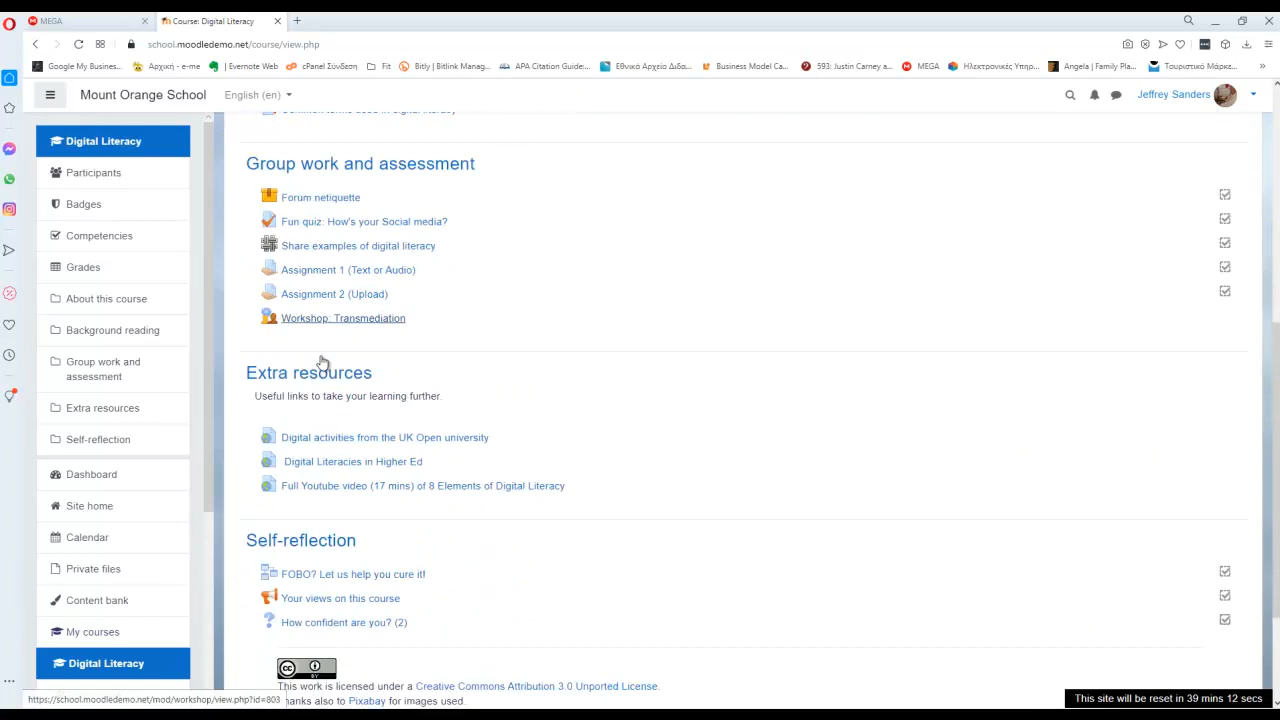 MEGA
Course: Digital Literacy
school.moodledemo.net/course/view.php
Google My Business...
Αρχική - e-me
| Evernote Web
cPanel Σύνδεση
Fit
Bitly | Bitlink Manag...
APA Citation Guide:...
Εθνικό Αρχείο Διδα...
Business Model Ca...
593: Justin Carney a...
MEGA
Ηλεκτρονικές Υπηρ...
Angela | Family Pla...
Τουριστικό Μάρκε...
Mount Orange School
English (en)
Jeffrey Sanders
Digital Literacy
Participants
Badges
Competencies
Grades
About this course
Background reading
Group work and
assessment
Extra resources
Self-reflection
Dashboard
Site home
Calendar
Private files
Content bank
My courses
Digital Literacy
Common terms used in Digital literacy
Group work and assessment
Forum netiquette
Fun quiz: How's your Social media?
Share examples of digital literacy
Assignment 1 (Text or Audio)
Assignment 2 (Upload)
Workshop: Transmediation
Extra resources
Useful links to take your learning further.
Digital activities from the UK Open university
Digital Literacies in Higher Ed
Full Youtube video (17 mins) of 8 Elements of Digital Literacy
Self-reflection
FOBO? Let us help you cure it!
Your views on this course
How confident are you? (2)
cc
BY
This work is licensed under a Creative Commons Attribution 3.0 Unported License.
hanks also to Pixabay for images used.
https://school.moodledemo.net/mod/workshop/view.php?id=803
This site will be reset in 39 mins 12 secs